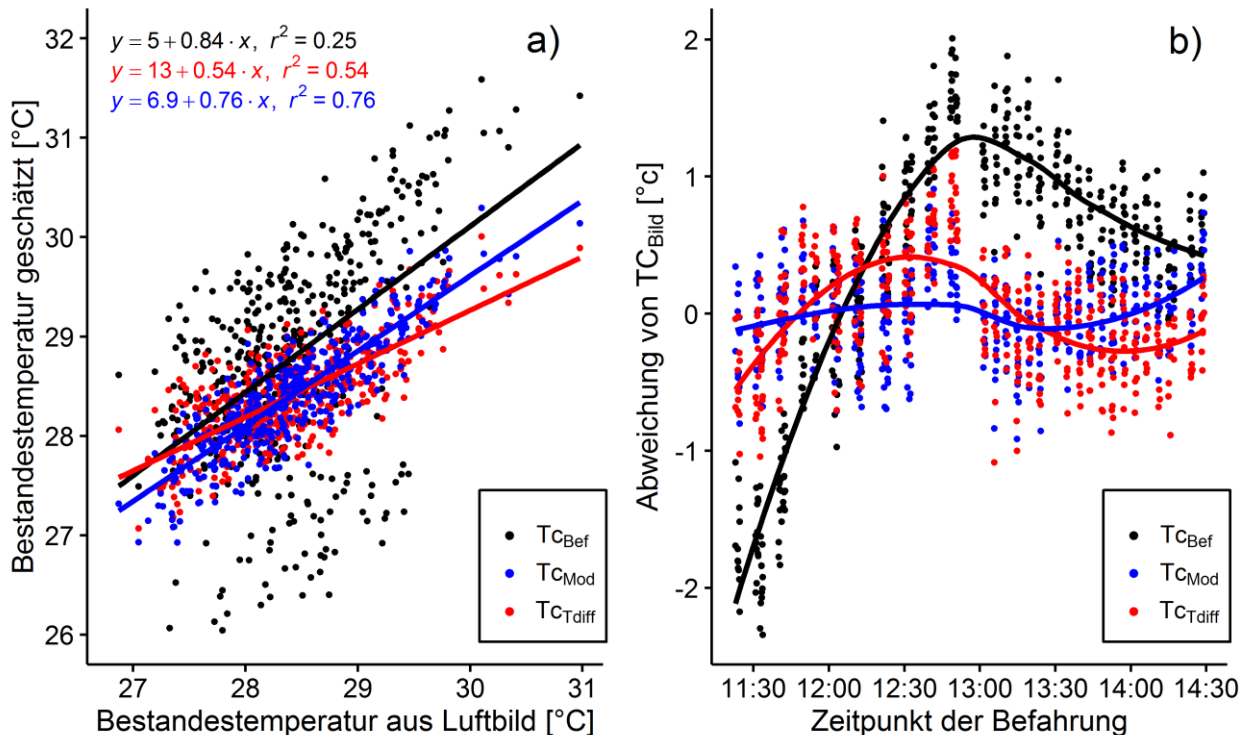 a)
y = 5 + 0.84 · x, r² = 0.25
y = 13 + 0.54 · x, r² = 0.54
y = 6.9 + 0.76 · x, r² = 0.76
Bestandestemperatur geschätzt [°C]
32
31
30
29
28
27
26
Tc_Bef
Tc_Mod
Tc_Tdiff
27 28 29 30 31
Bestandestemperatur aus Luftbild [°C]
b)
Abweichung von TC_Bild [°c]
2
1
0
-1
-2
Tc_Bef
Tc_Mod
Tc_Tdiff
11:30 12:00 12:30 13:00 13:30 14:00 14:30
Zeitpunkt der Befahrung